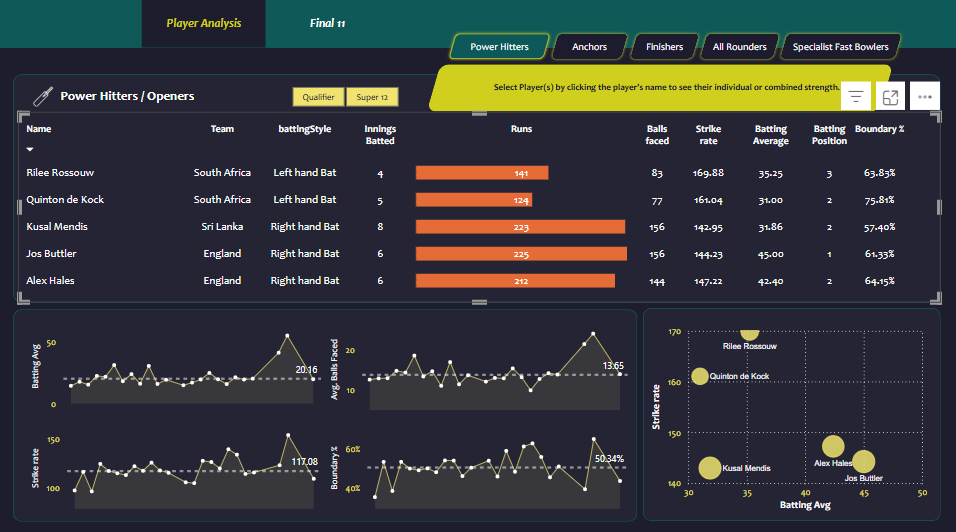 Player Analysis
Final 11
Power Hitters
Anchors
Finishers
All Rounders
Specialist Fast Bowlers
Select Player(s) by clicking the player's name to see their individual or combined strength.
Power Hitters / Openers
Qualifier
Super 12
Name Team battingStyle Innings Batted Runs Balls faced Strike rate Batting Average Batting Position Boundary %
Rilee Rossouw South Africa Left hand Bat 4 141 83 169.88 35.25 3 63.83%
Quinton de Kock South Africa Left hand Bat 5 124 77 161.04 31.00 2 75.81%
Kusal Mendis Sri Lanka Right hand Bat 8 223 156 142.95 31.86 2 57.40%
Jos Buttler England Right hand Bat 6 225 156 144.23 45.00 1 61.33%
Alex Hales England Right hand Bat 6 212 144 147.22 42.40 2 64.15%
Batting Avg
50
0
20.16
Avg. Balls Faced
20
10
13.65
Strike rate
150
100
117.08
Boundary %
60%
40%
50.34%
Strike rate
170
160
150
140
Rilee Rossouw
Quinton de Kock
Alex Hales
Kusal Mendis
Jos Buttler
30 35 40 45 50
Batting Avg